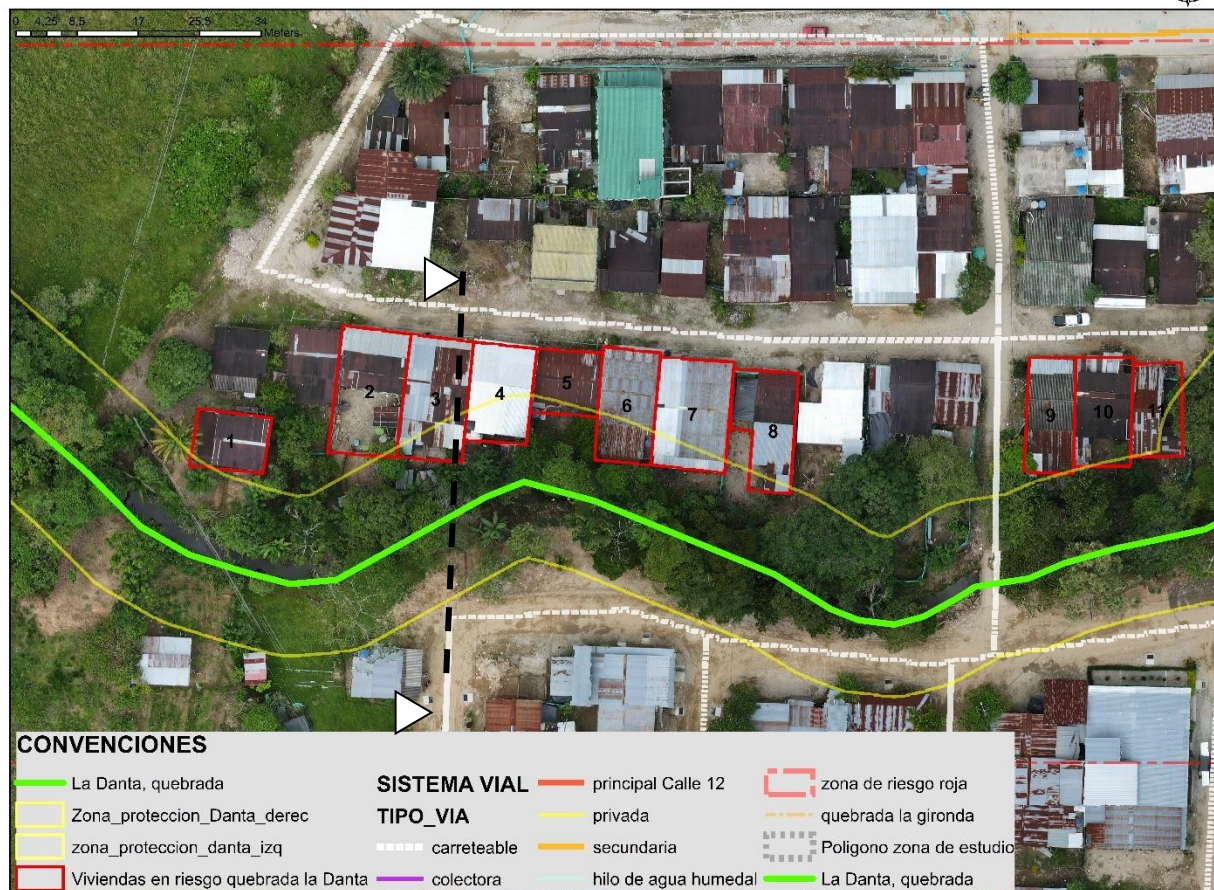 0 4,25 8,5 17 25,5 34
Meters
1
2
3
4
5
6
7
8
9
10
11
CONVENCIONES
La Danta, quebrada
Zona_proteccion_Danta_derec
zona_proteccion_danta_izq
Viviendas en riesgo quebrada la Danta
SISTEMA VIAL
TIPO_VIA
carreteable
colectora
principal Calle 12
privada
secundaria
hilo de agua humedal
zona de riesgo roja
quebrada la gironda
Poligono zona de estudio
La Danta, quebrada